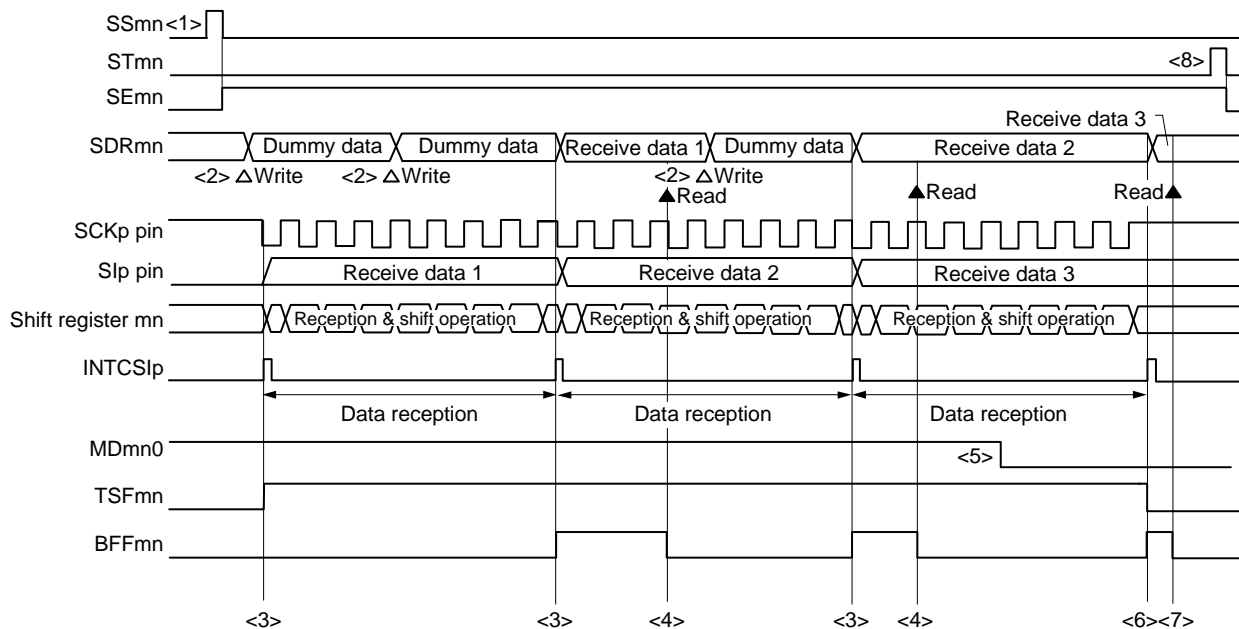 SSmn <1>
STmn <8>
SEmn
Receive data 3
SDRmn Dummy data Dummy data Receive data 1 Dummy data Receive data 2
<2> △Write <2> △Write <2> △Write
▲Read ▲Read Read▲
SCKp pin
SIp pin Receive data 1 Receive data 2 Receive data 3
Shift register mn Reception & shift operation Reception & shift operation Reception & shift operation
INTCSIp
Data reception Data reception Data reception
MDmn0 <5>
TSFmn
BFFmn
<3> <3> <4> <3> <4> <6> <7>